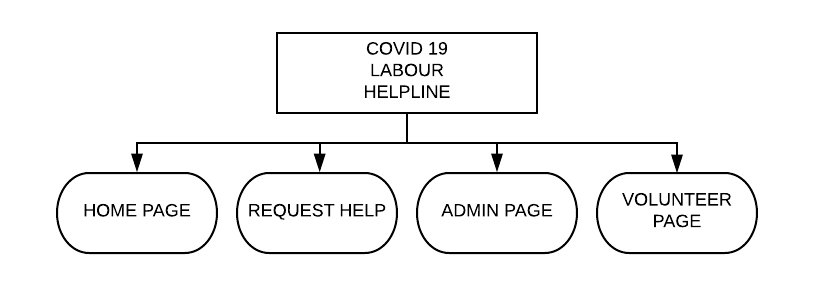 COVID 19
LABOUR
HELPLINE
HOME PAGE
REQUEST HELP
ADMIN PAGE
VOLUNTEER
PAGE